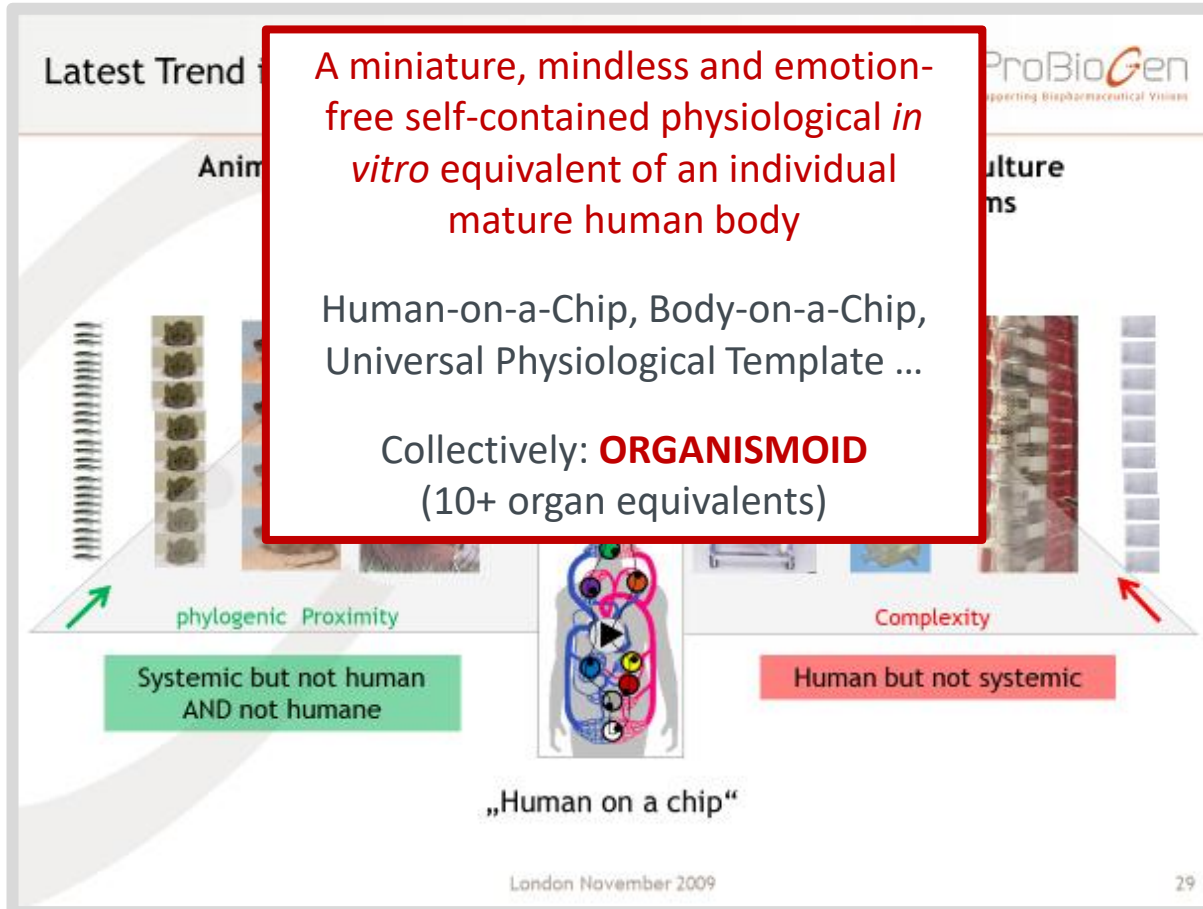 Latest Trend i
A miniature, mindless and emotion-
free self-contained physiological in
vitro equivalent of an individual
mature human body
Human-on-a-Chip, Body-on-a-Chip,
Universal Physiological Template ...
Collectively: ORGANISMOID
(10+ organ equivalents)
ProBioGen
Supporting Biopharmaceutical Visions
Anim
ulture
ms
phylogenic Proximity
Complexity
Systemic but not human
AND not humane
Human but not systemic
„Human on a chip“
London November 2009
29